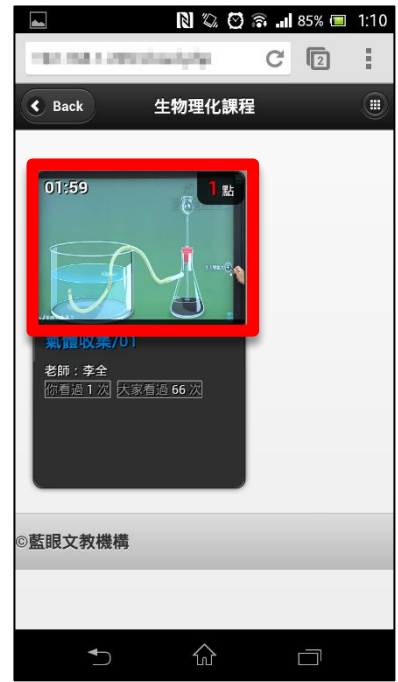 85% 1:10
2
Back 生物理化課程
01:59 1 點
氣體收集/01
老師：李全
你看過 1 次 大家看過 66 次
©藍眼文教機構